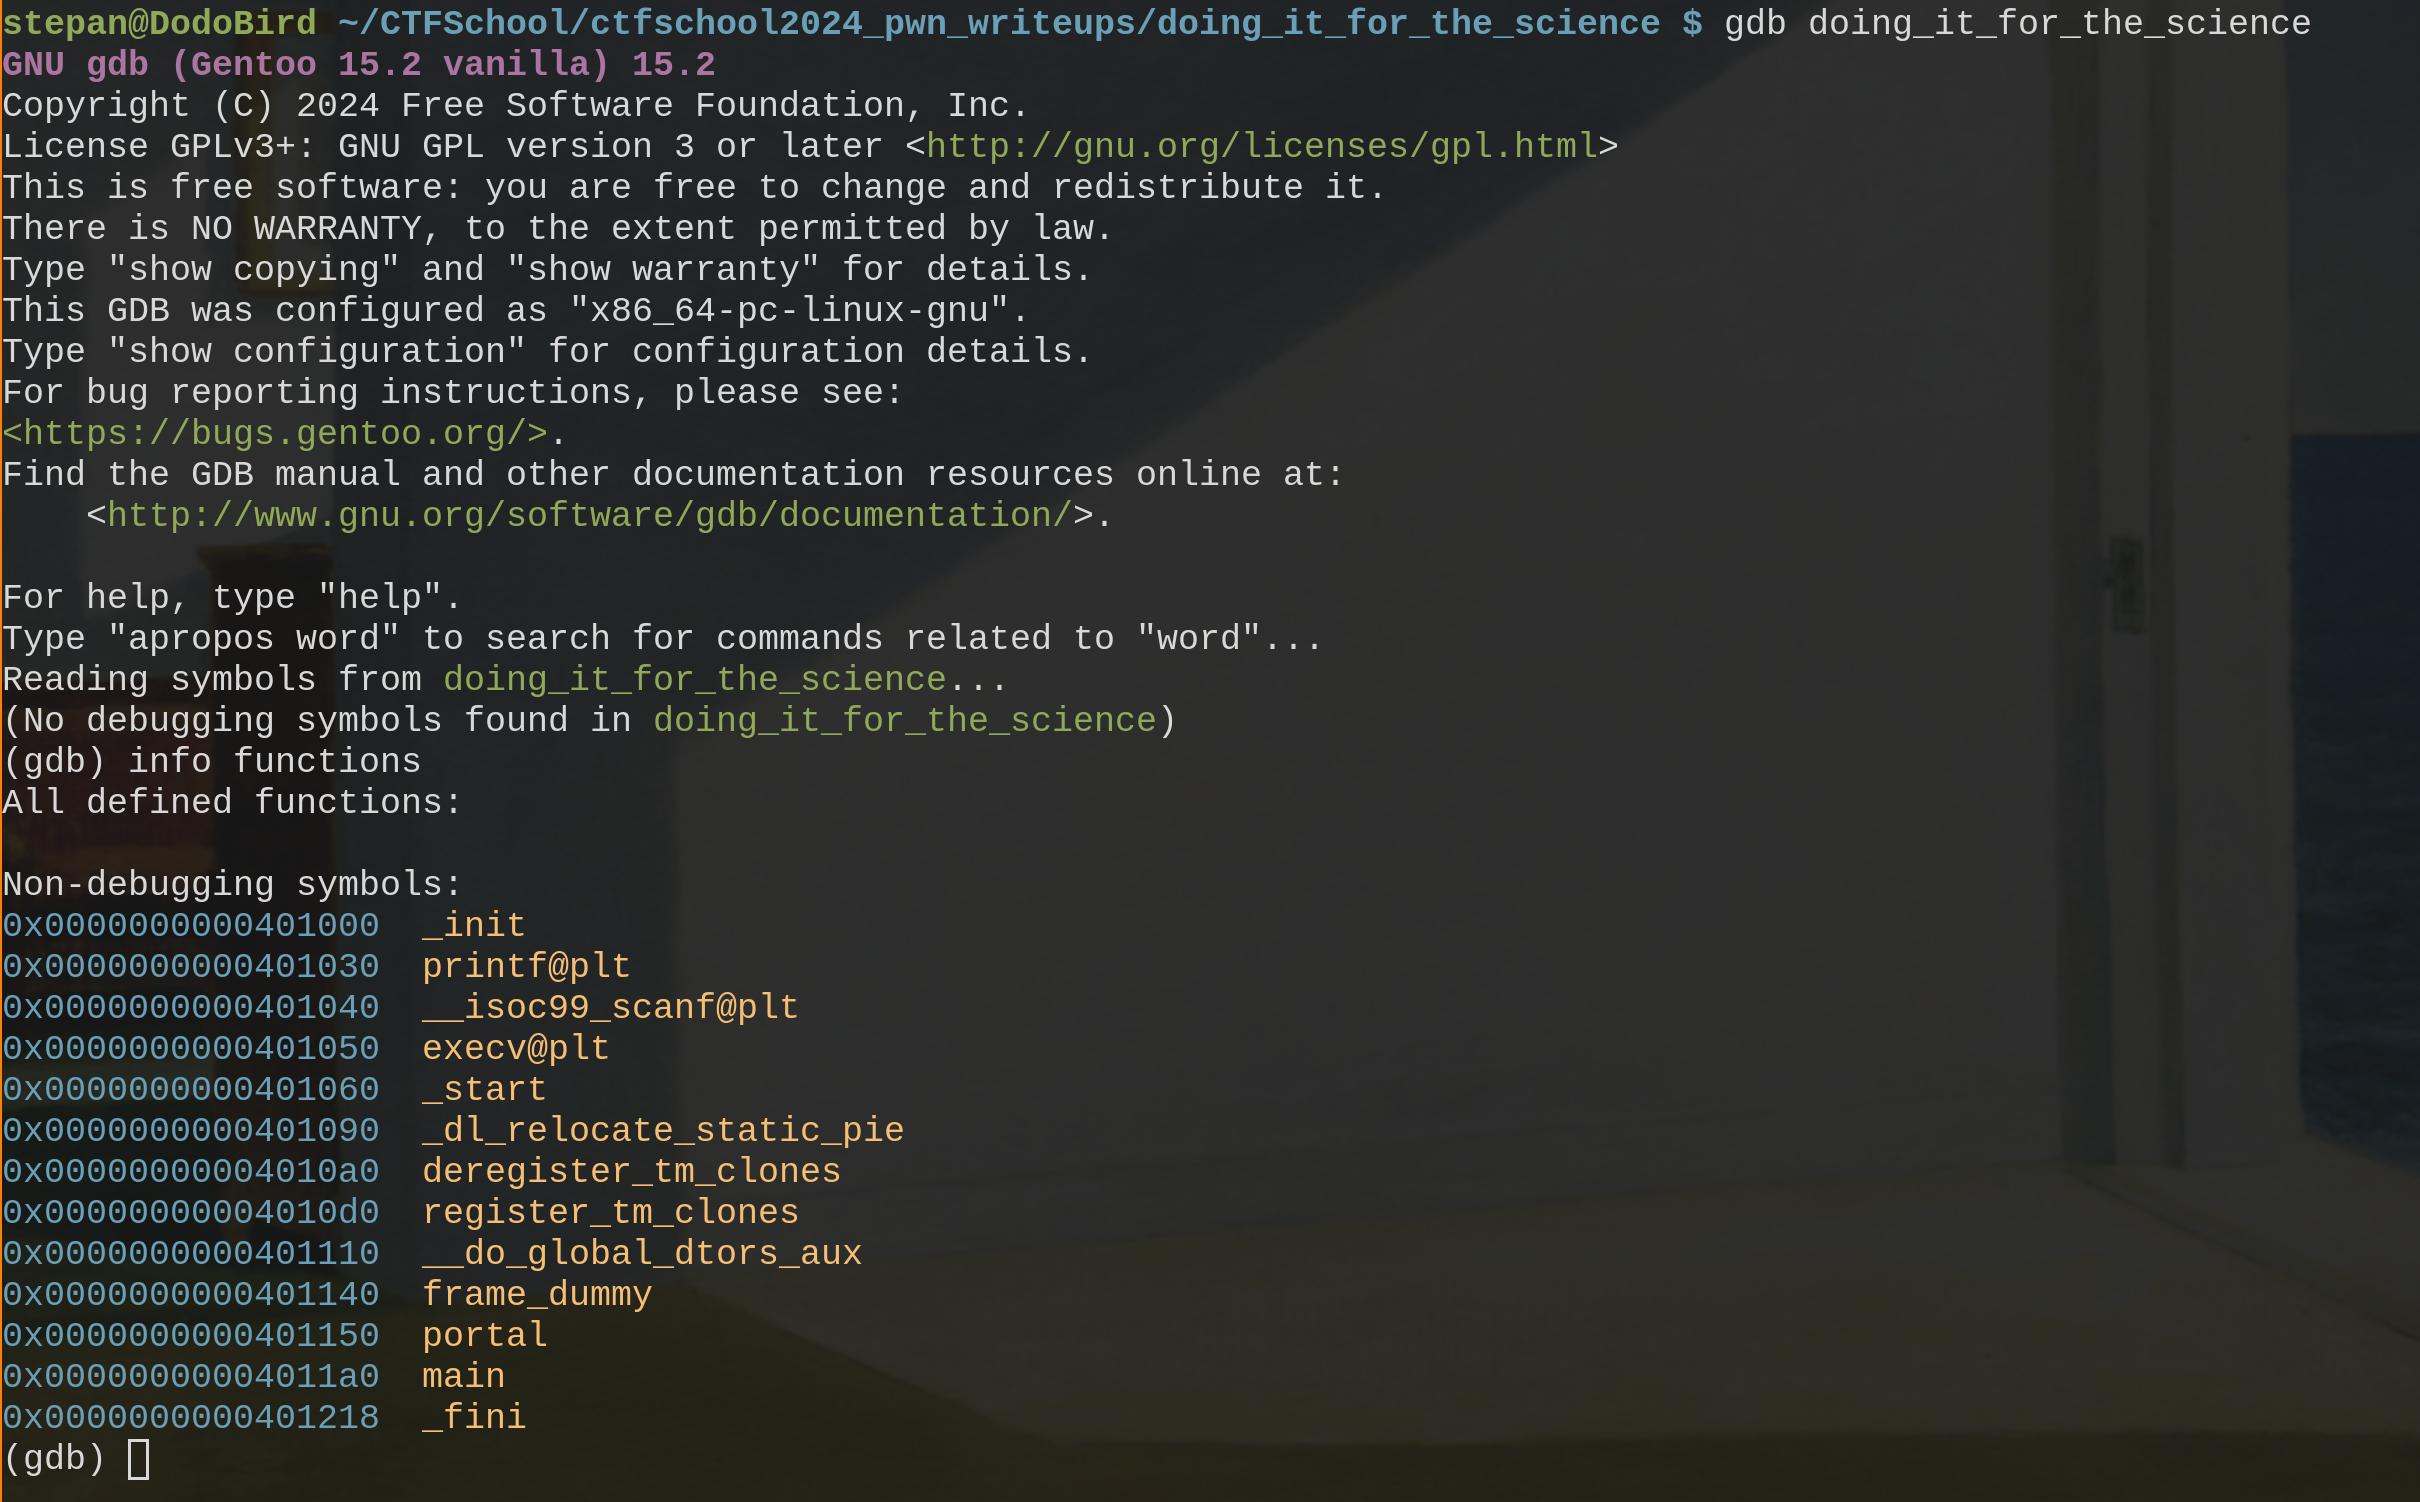 stepan@DodoBird ~/CTFSchool/ctfschool2024_pwn_writeups/doing_it_for_the_science $ gdb doing_it_for_the_science
GNU gdb (Gentoo 15.2 vanilla) 15.2
Copyright (C) 2024 Free Software Foundation, Inc.
License GPLv3+: GNU GPL version 3 or later <http://gnu.org/licenses/gpl.html>
This is free software: you are free to change and redistribute it.
There is NO WARRANTY, to the extent permitted by law.
Type "show copying" and "show warranty" for details.
This GDB was configured as "x86_64-pc-linux-gnu".
Type "show configuration" for configuration details.
For bug reporting instructions, please see:
<https://bugs.gentoo.org/>.
Find the GDB manual and other documentation resources online at:
    <http://www.gnu.org/software/gdb/documentation/>.

For help, type "help".
Type "apropos word" to search for commands related to "word"...
Reading symbols from doing_it_for_the_science...
(No debugging symbols found in doing_it_for_the_science)
(gdb) info functions
All defined functions:

Non-debugging symbols:
0x0000000000401000  _init
0x0000000000401030  printf@plt
0x0000000000401040  __isoc99_scanf@plt
0x0000000000401050  execv@plt
0x0000000000401060  _start
0x0000000000401090  _dl_relocate_static_pie
0x00000000004010a0  deregister_tm_clones
0x00000000004010d0  register_tm_clones
0x0000000000401110  __do_global_dtors_aux
0x0000000000401140  frame_dummy
0x0000000000401150  portal
0x00000000004011a0  main
0x0000000000401218  _fini
(gdb)